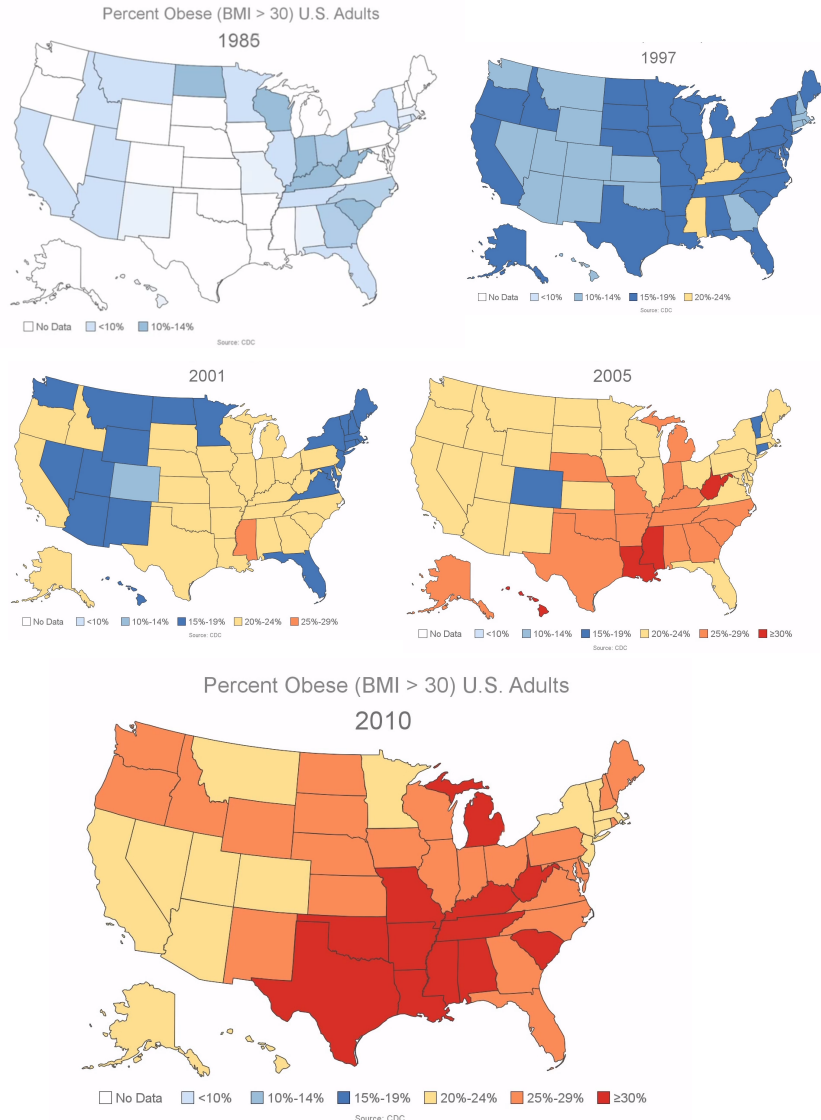 Percent Obese (BMI > 30) U.S. Adults
1985
No Data <10% 10%-14%
Source: CDC
1997
No Data <10% 10%-14% 15%-19% 20%-24%
Source: CDC
2001
No Data <10% 10%-14% 15%-19% 20%-24% 25%-29%
Source: CDC
2005
No Data <10% 10%-14% 15%-19% 20%-24% 25%-29% ≥30%
Source: CDC
Percent Obese (BMI > 30) U.S. Adults
2010
No Data <10% 10%-14% 15%-19% 20%-24% 25%-29% ≥30%
Source: CDC